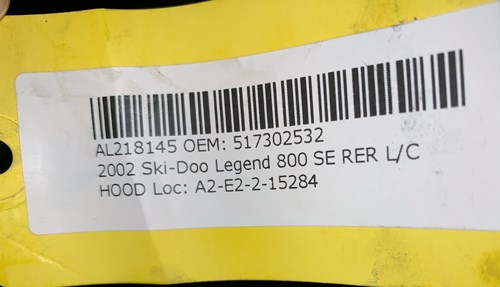 AL218145 OEM: 517302532
2002 Ski-Doo Legend 800 SE RER L/C
HOOD Loc: A2-E2-2-15284